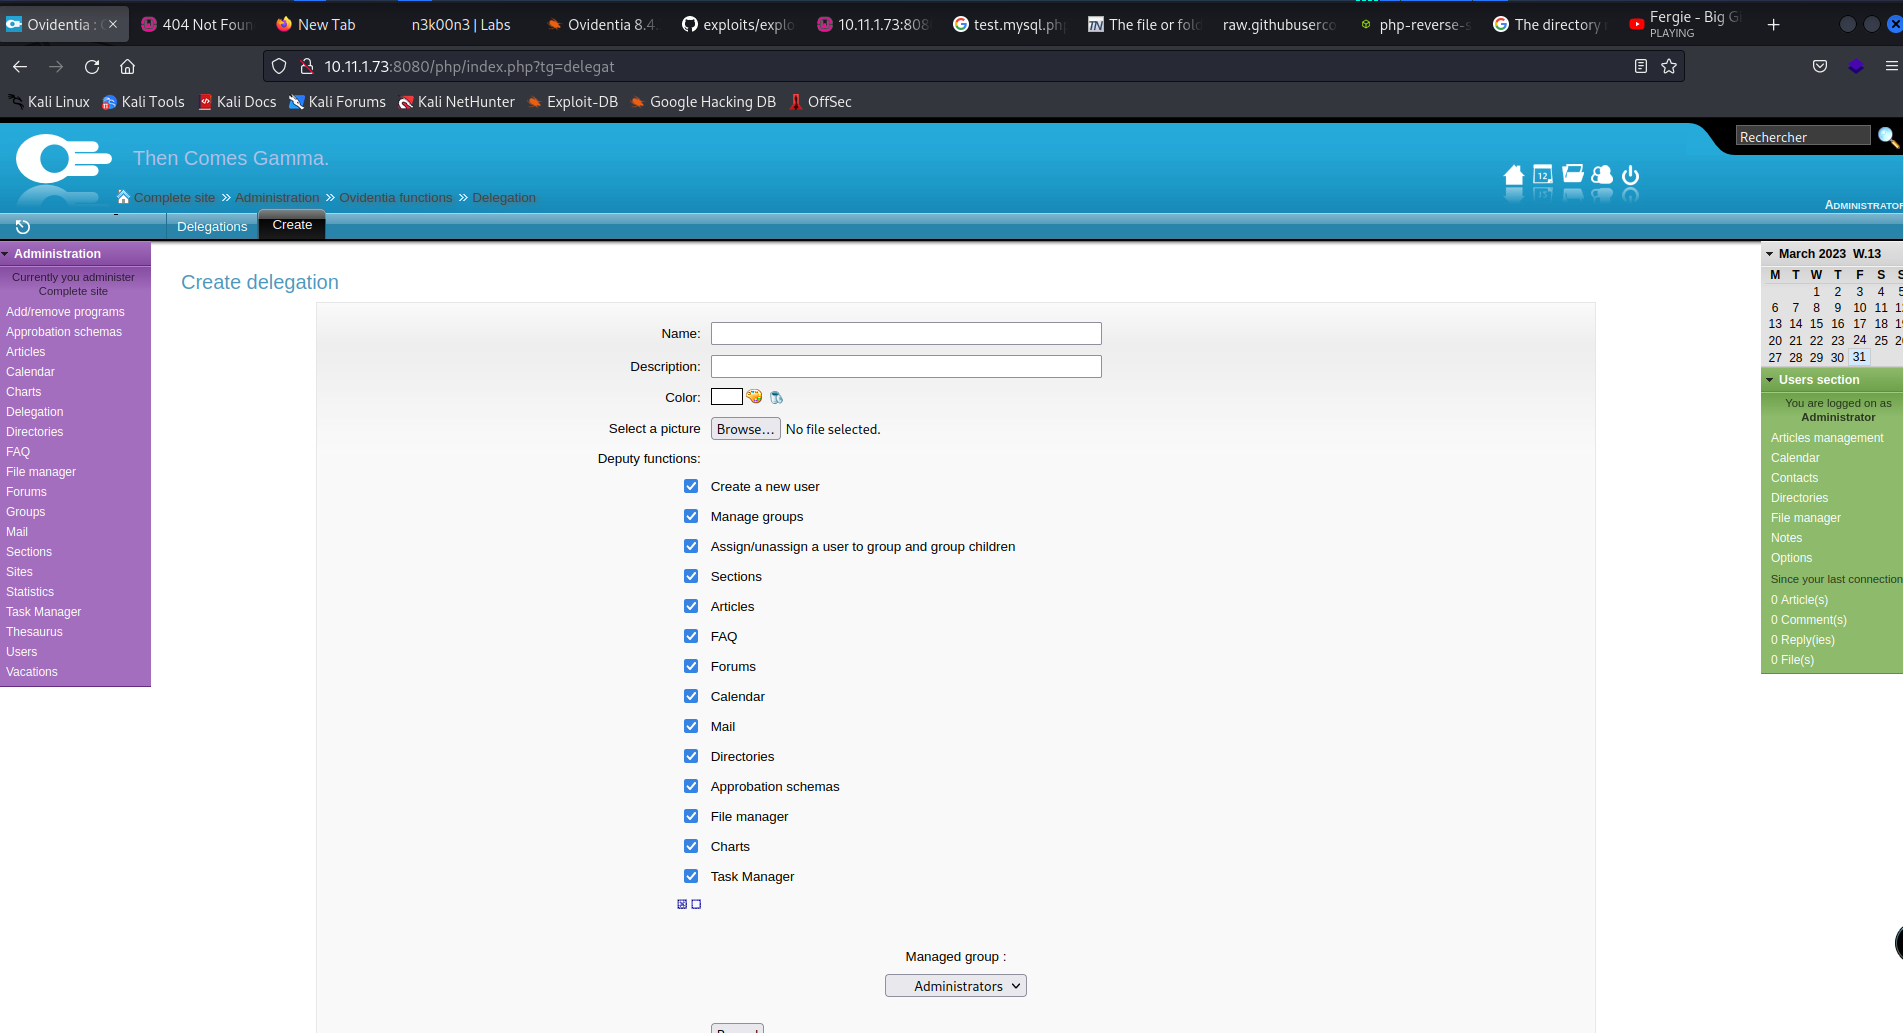 Ovidentia :
404 Not Foun
New Tab
n3k00n3 | Labs
Ovidentia 8.4.
exploits/explo
10.11.1.73:808
test.mysql.ph
The file or fold
raw.githubuserco
php-reverse-s
The directory
Fergie - Big G
PLAYING
10.11.1.73:8080/php/index.php?tg=delegat
Kali Linux
Kali Tools
Kali Docs
Kali Forums
Kali NetHunter
Exploit-DB
Google Hacking DB
OffSec
Then Comes Gamma.
Rechercher
12
Complete site » Administration » Ovidentia functions » Delegation
ADMINISTRATOR
Delegations
Create
Administration
Currently you administer
Complete site
Add/remove programs
Approbation schemas
Articles
Calendar
Charts
Delegation
Directories
FAQ
File manager
Forums
Groups
Mail
Sections
Sites
Statistics
Task Manager
Thesaurus
Users
Vacations
Create delegation
Name:
Description:
Color:
Select a picture
Browse...
No file selected.
Deputy functions:
Create a new user
Manage groups
Assign/unassign a user to group and group children
Sections
Articles
FAQ
Forums
Calendar
Mail
Directories
Approbation schemas
File manager
Charts
Task Manager
Managed group :
Administrators
March 2023 W.13
M T W T F S S
1 2 3 4 5
6 7 8 9 10 11 1
13 14 15 16 17 18 1
20 21 22 23 24 25 2
27 28 29 30 31
Users section
You are logged on as
Administrator
Articles management
Calendar
Contacts
Directories
File manager
Notes
Options
Since your last connection
0 Article(s)
0 Comment(s)
0 Reply(ies)
0 File(s)